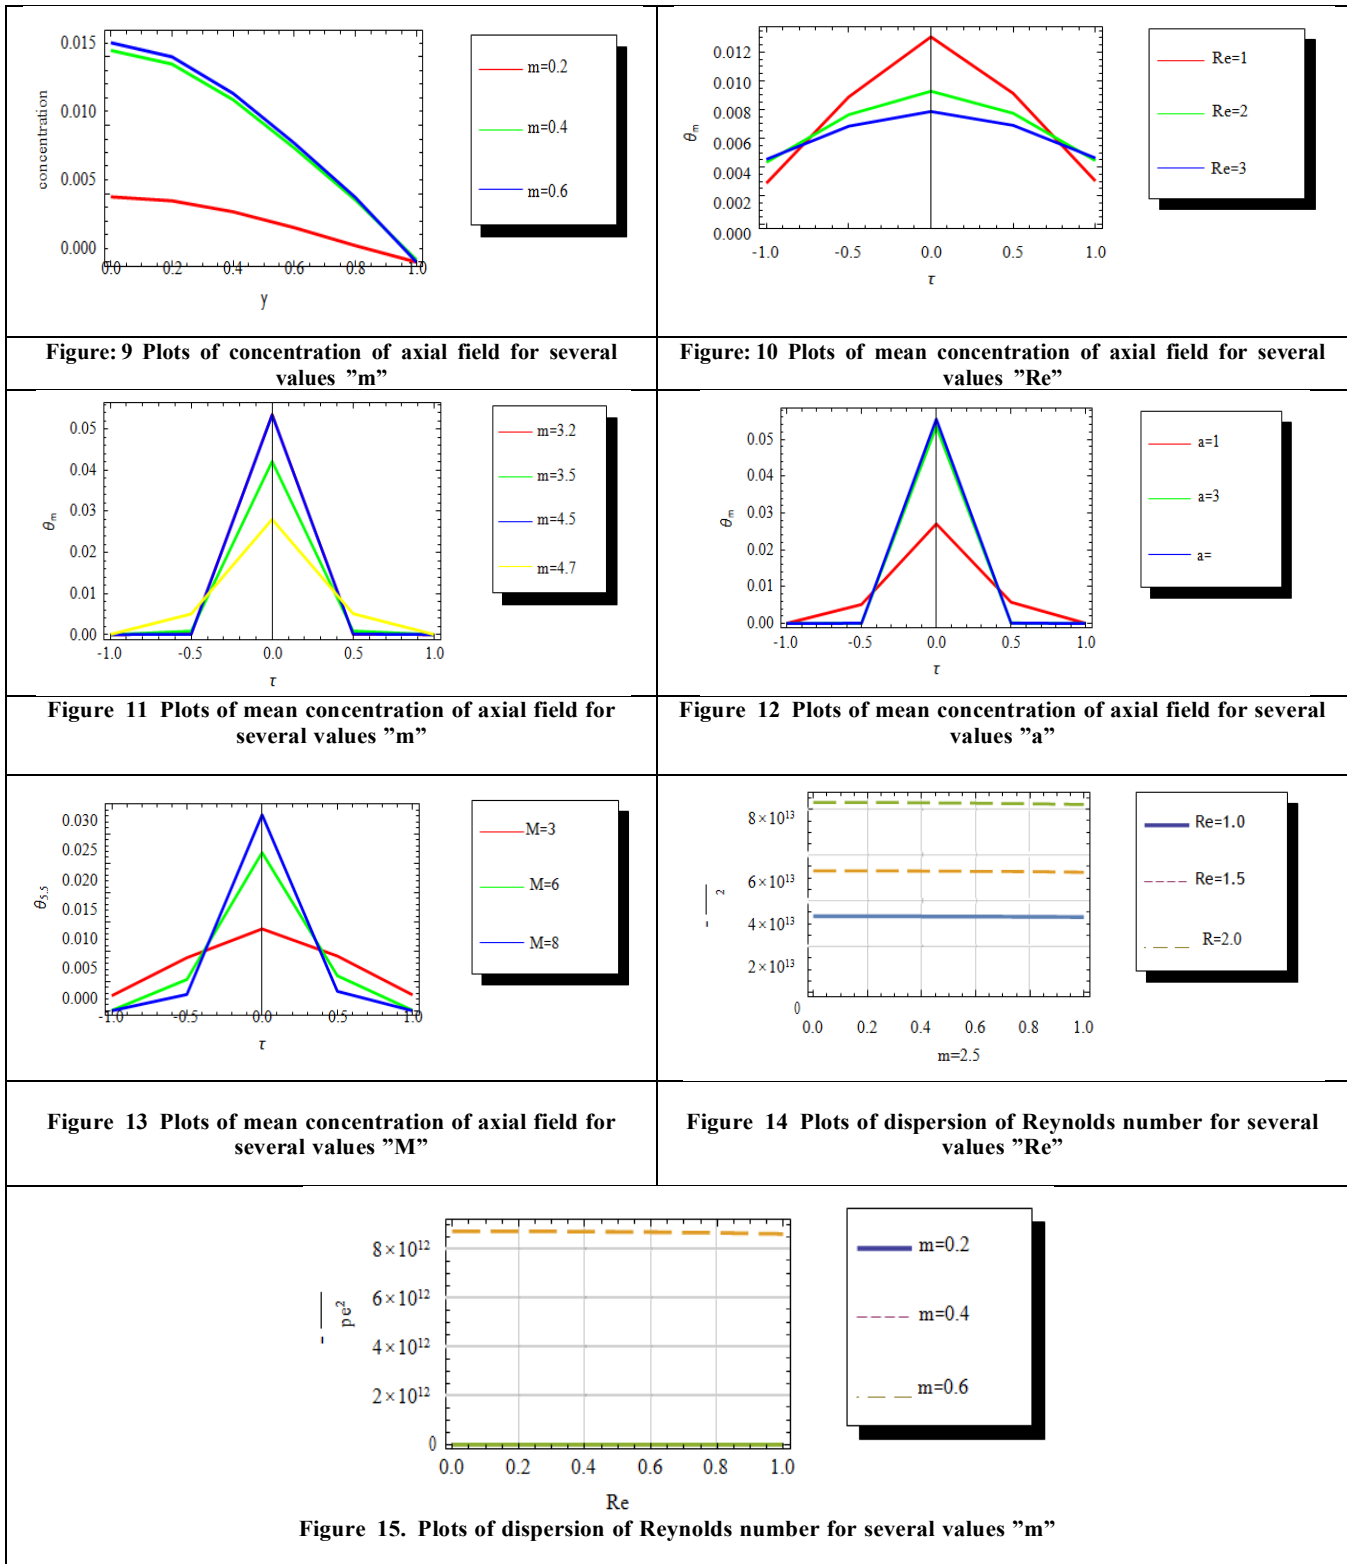 0.015
0.010
0.005
0.000
concentration
0.0 0.2 0.4 0.6 0.8 1.0
y
m=0.2
m=0.4
m=0.6
Figure: 9 Plots of concentration of axial field for several
values ”m”
0.012
0.010
0.008
0.006
0.004
0.002
0.000
θm
-1.0 -0.5 0.0 0.5 1.0
τ
Re=1
Re=2
Re=3
Figure: 10 Plots of mean concentration of axial field for several
values ”Re”
0.05
0.04
0.03
0.02
0.01
0.00
θm
-1.0 -0.5 0.0 0.5 1.0
τ
m=3.2
m=3.5
m=4.5
m=4.7
Figure 11 Plots of mean concentration of axial field for
several values ”m”
0.05
0.04
0.03
0.02
0.01
0.00
θm
-1.0 -0.5 0.0 0.5 1.0
τ
a=1
a=3
a=
Figure 12 Plots of mean concentration of axial field for several
values ”a”
0.030
0.025
0.020
0.015
0.010
0.005
0.000
θ5.5
-1.0 -0.5 0.0 0.5 1.0
τ
M=3
M=6
M=8
Figure 13 Plots of mean concentration of axial field for
several values ”M”
8×10¹³
6×10¹³
4×10¹³
2×10¹³
0
- 2
0.0 0.2 0.4 0.6 0.8 1.0
m=2.5
Re=1.0
Re=1.5
R=2.0
Figure 14 Plots of dispersion of Reynolds number for several
values ”Re”
8×10¹²
6×10¹²
4×10¹²
2×10¹²
0
- pe²
0.0 0.2 0.4 0.6 0.8 1.0
Re
m=0.2
m=0.4
m=0.6
Figure 15. Plots of dispersion of Reynolds number for several values ”m”